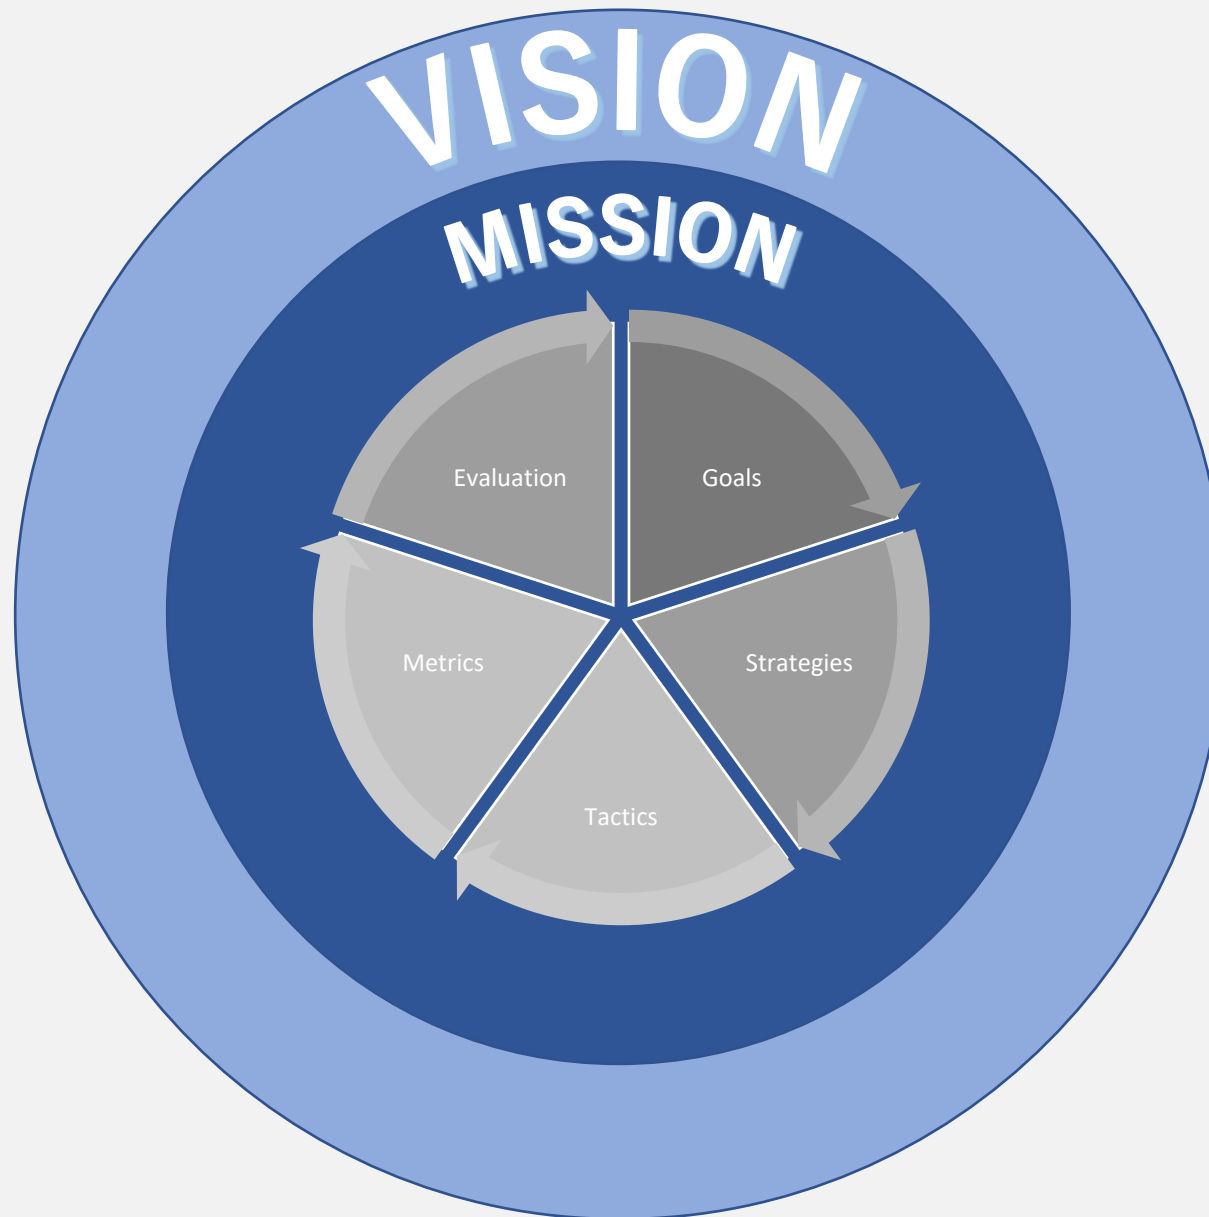 VISION
MISSION
Evaluation
Goals
Metrics
Strategies
Tactics